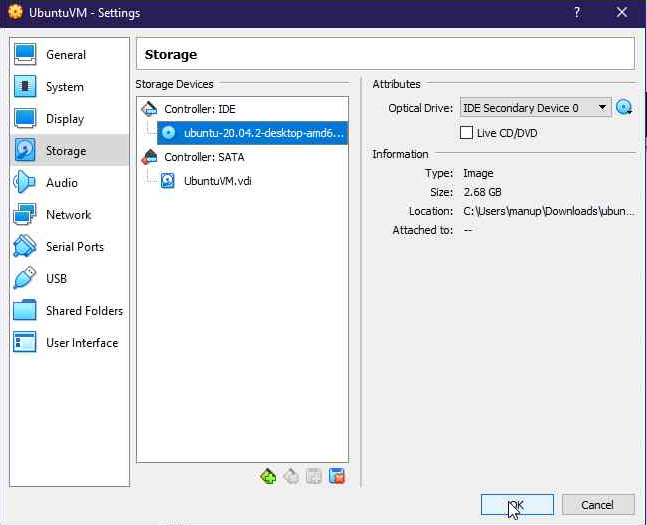 UbuntuVM - Settings
? ×
General
System
Display
Storage
Audio
Network
Serial Ports
USB
Shared Folders
User Interface
Storage
Storage Devices
Controller: IDE
ubuntu-20.04.2-desktop-amd6...
Controller: SATA
UbuntuVM.vdi
Attributes
Optical Drive: IDE Secondary Device 0
Live CD/DVD
Information
Type: Image
Size: 2.68 GB
Location: C:\Users\manup\Downloads\ubun...
Attached to: --
OK Cancel